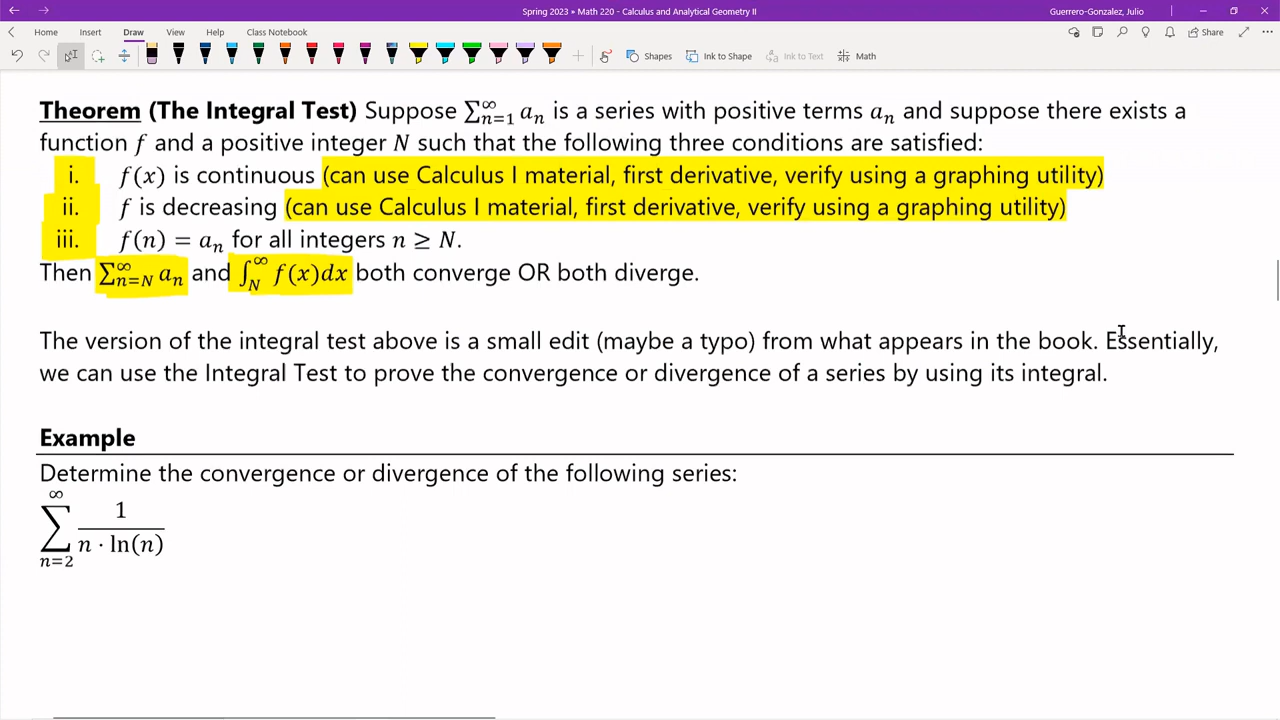 Spring 2023 » Math 220 - Calculus and Analytical Geometry II
Guerrero-Gonzalez, Julio
Home Insert Draw View Help Class Notebook
Share
Shapes Ink to Shape Ink to Text Math
Theorem (The Integral Test) Suppose ∑_{n=1}^{∞} a_n is a series with positive terms a_n and suppose there exists a
function f and a positive integer N such that the following three conditions are satisfied:
i. f(x) is continuous (can use Calculus I material, first derivative, verify using a graphing utility)
ii. f is decreasing (can use Calculus I material, first derivative, verify using a graphing utility)
iii. f(n) = a_n for all integers n ≥ N.
Then ∑_{n=N}^{∞} a_n and ∫_N^∞ f(x)dx both converge OR both diverge.
The version of the integral test above is a small edit (maybe a typo) from what appears in the book. Essentially,
we can use the Integral Test to prove the convergence or divergence of a series by using its integral.
Example
Determine the convergence or divergence of the following series:
∑_{n=2}^{∞} 1/(n · ln(n))